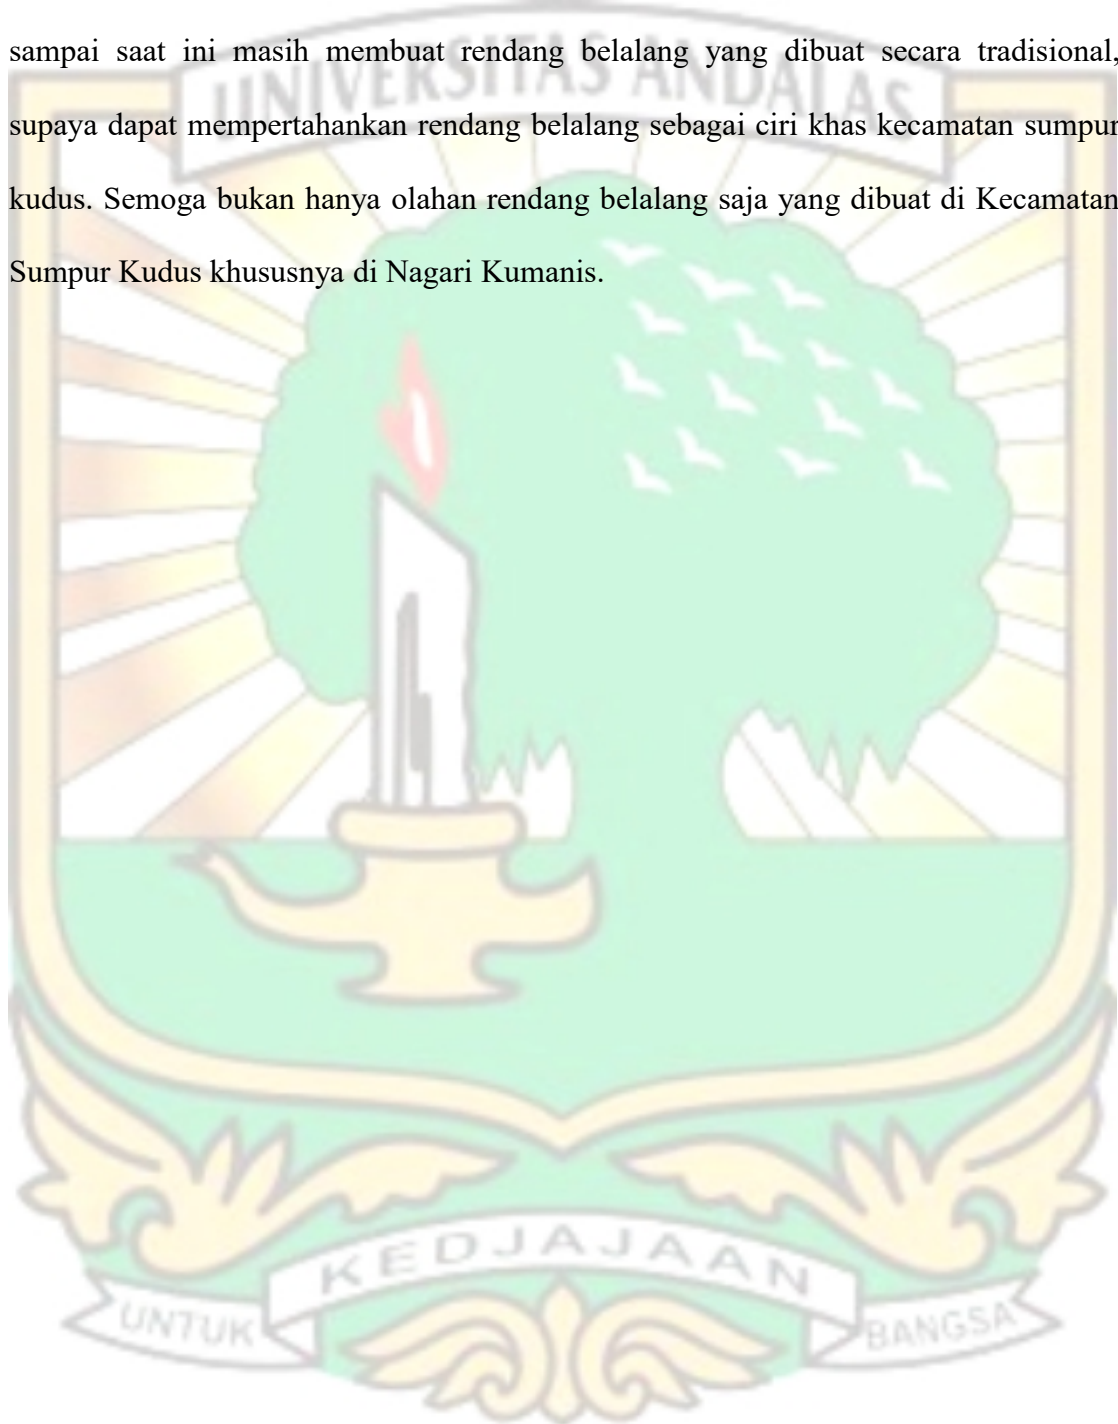 sampai saat ini masih membuat rendang belalang yang dibuat secara tradisional,
UNIVERSITAS ANDALAS
supaya dapat mempertahankan rendang belalang sebagai ciri khas kecamatan sumpur
kudus. Semoga bukan hanya olahan rendang belalang saja yang dibuat di Kecamatan
Sumpur Kudus khususnya di Nagari Kumanis.
KEDJAJAAN
UNTUK
BANGSA